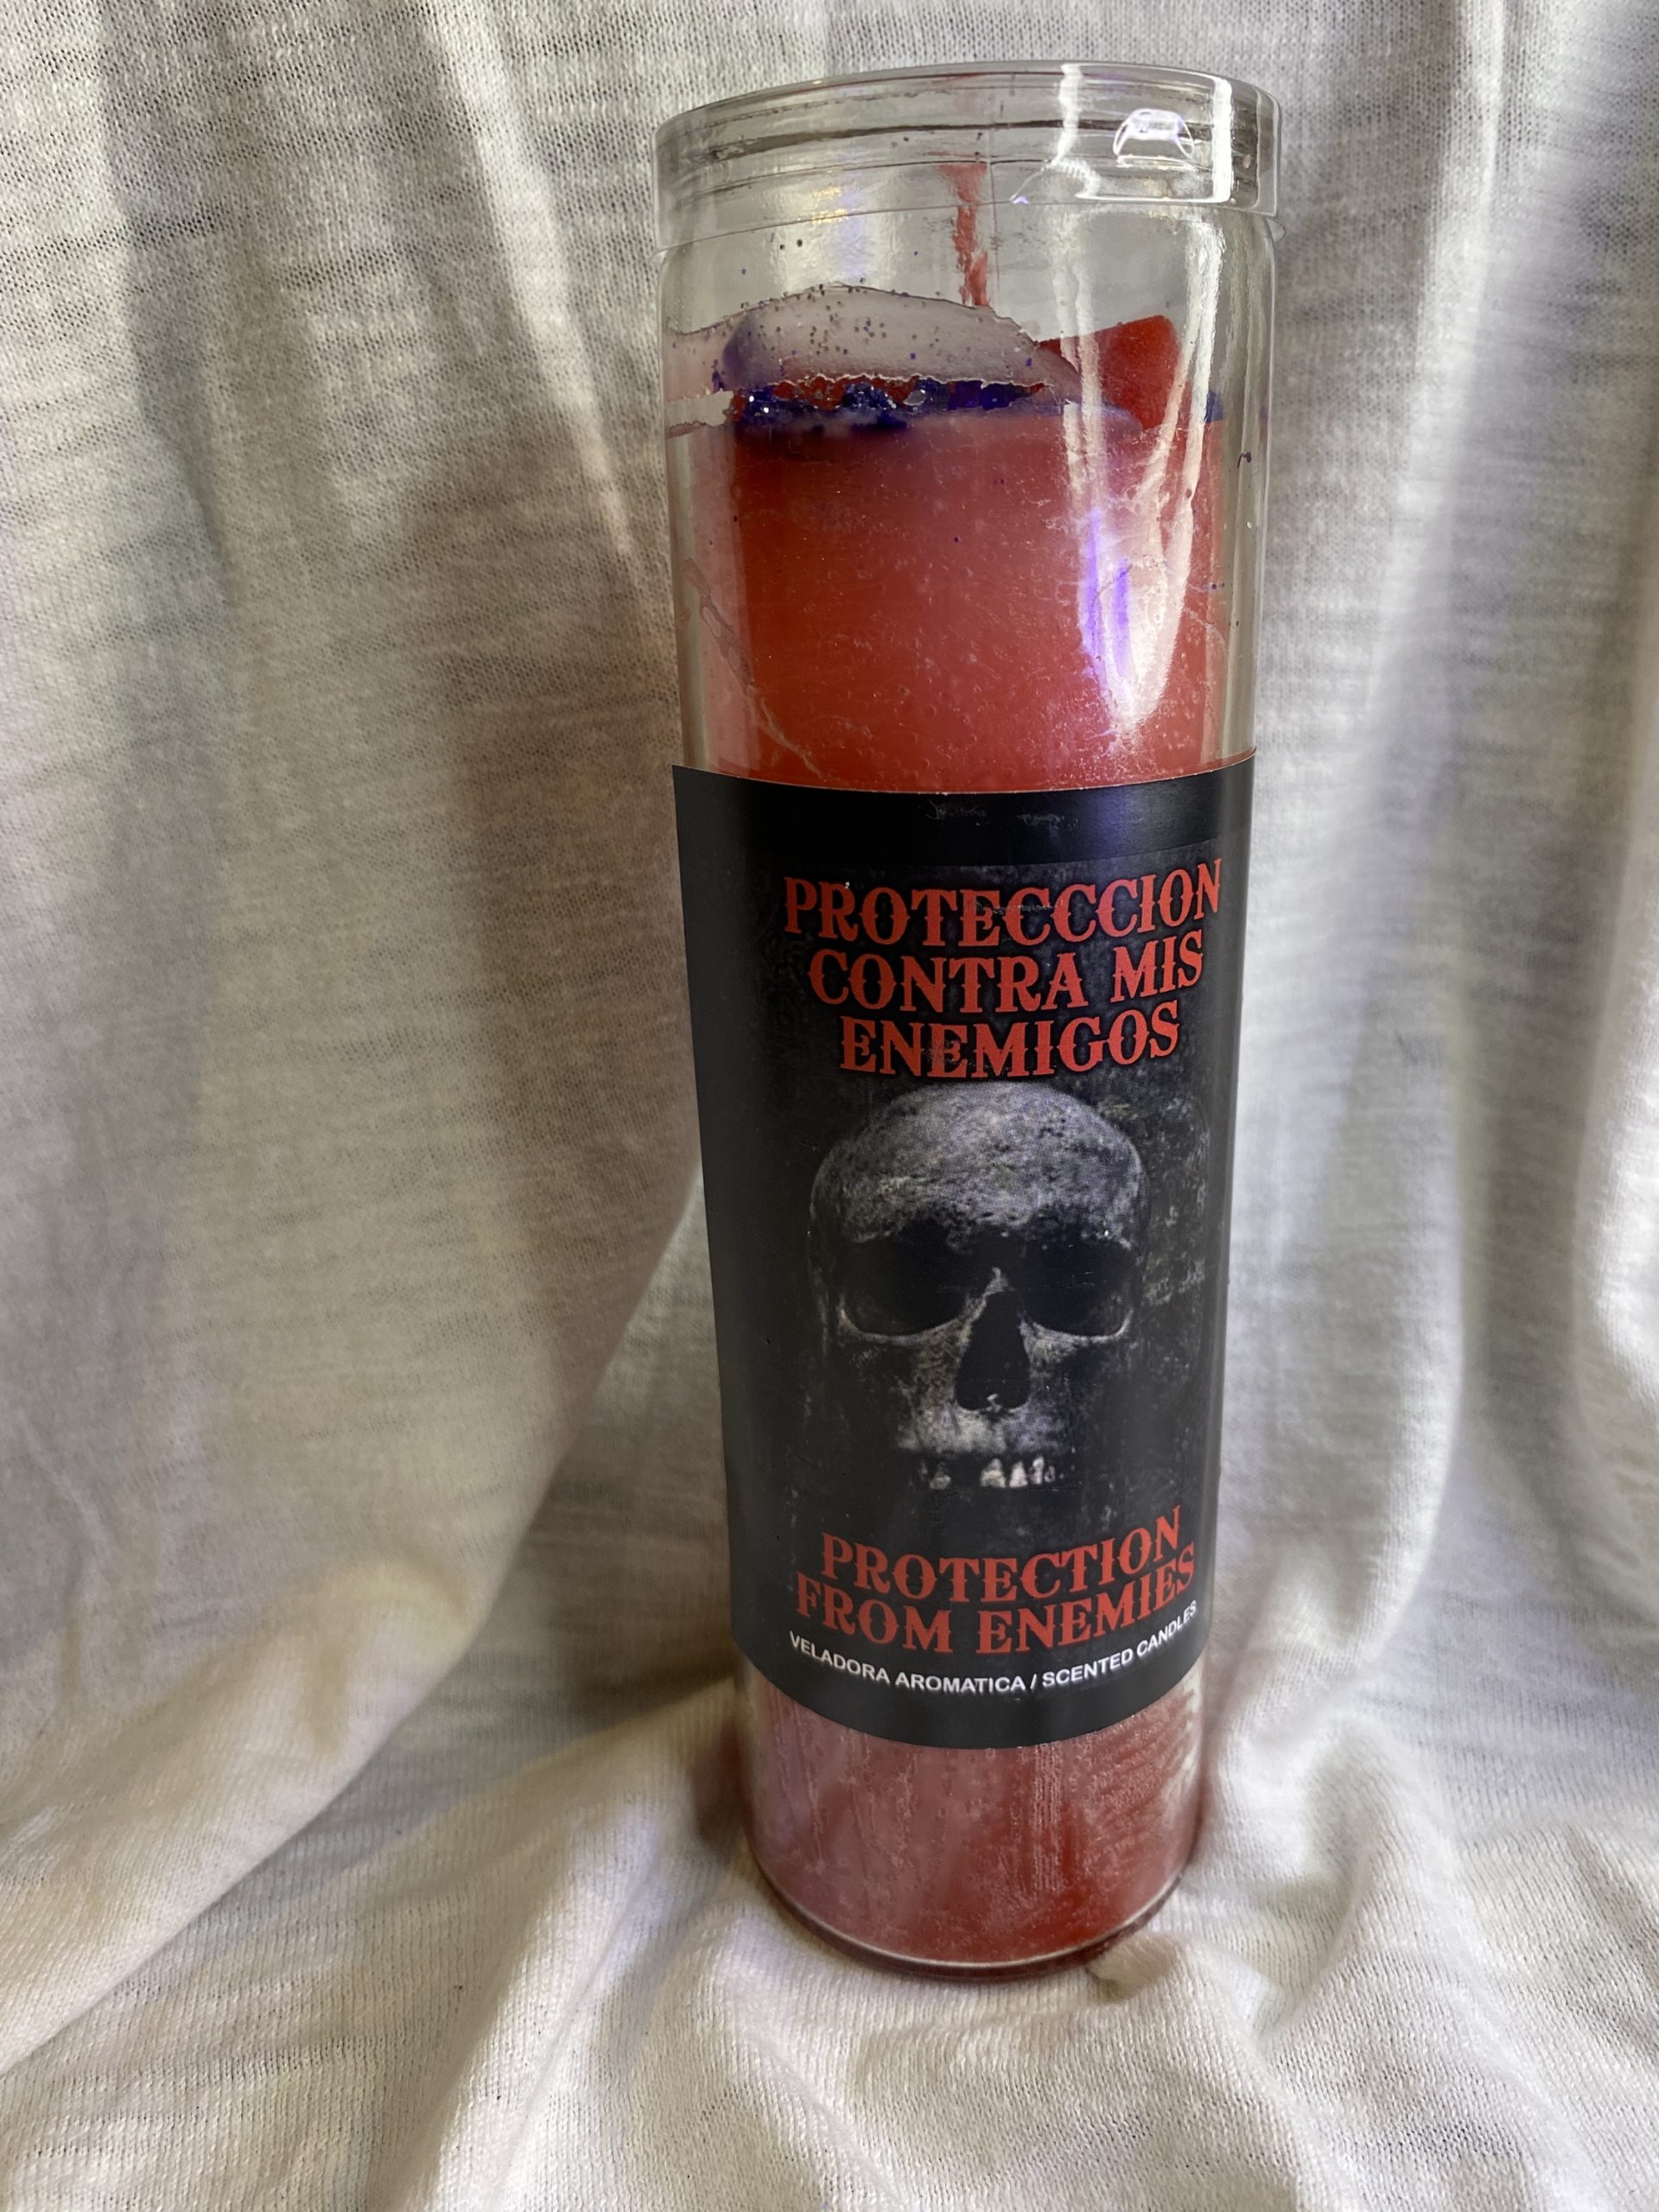 PROTECCCION
CONTRA MIS
ENEMIGOS
PROTECTION
FROM ENEMIES
VELADORA AROMATICA / SCENTED CANDLES